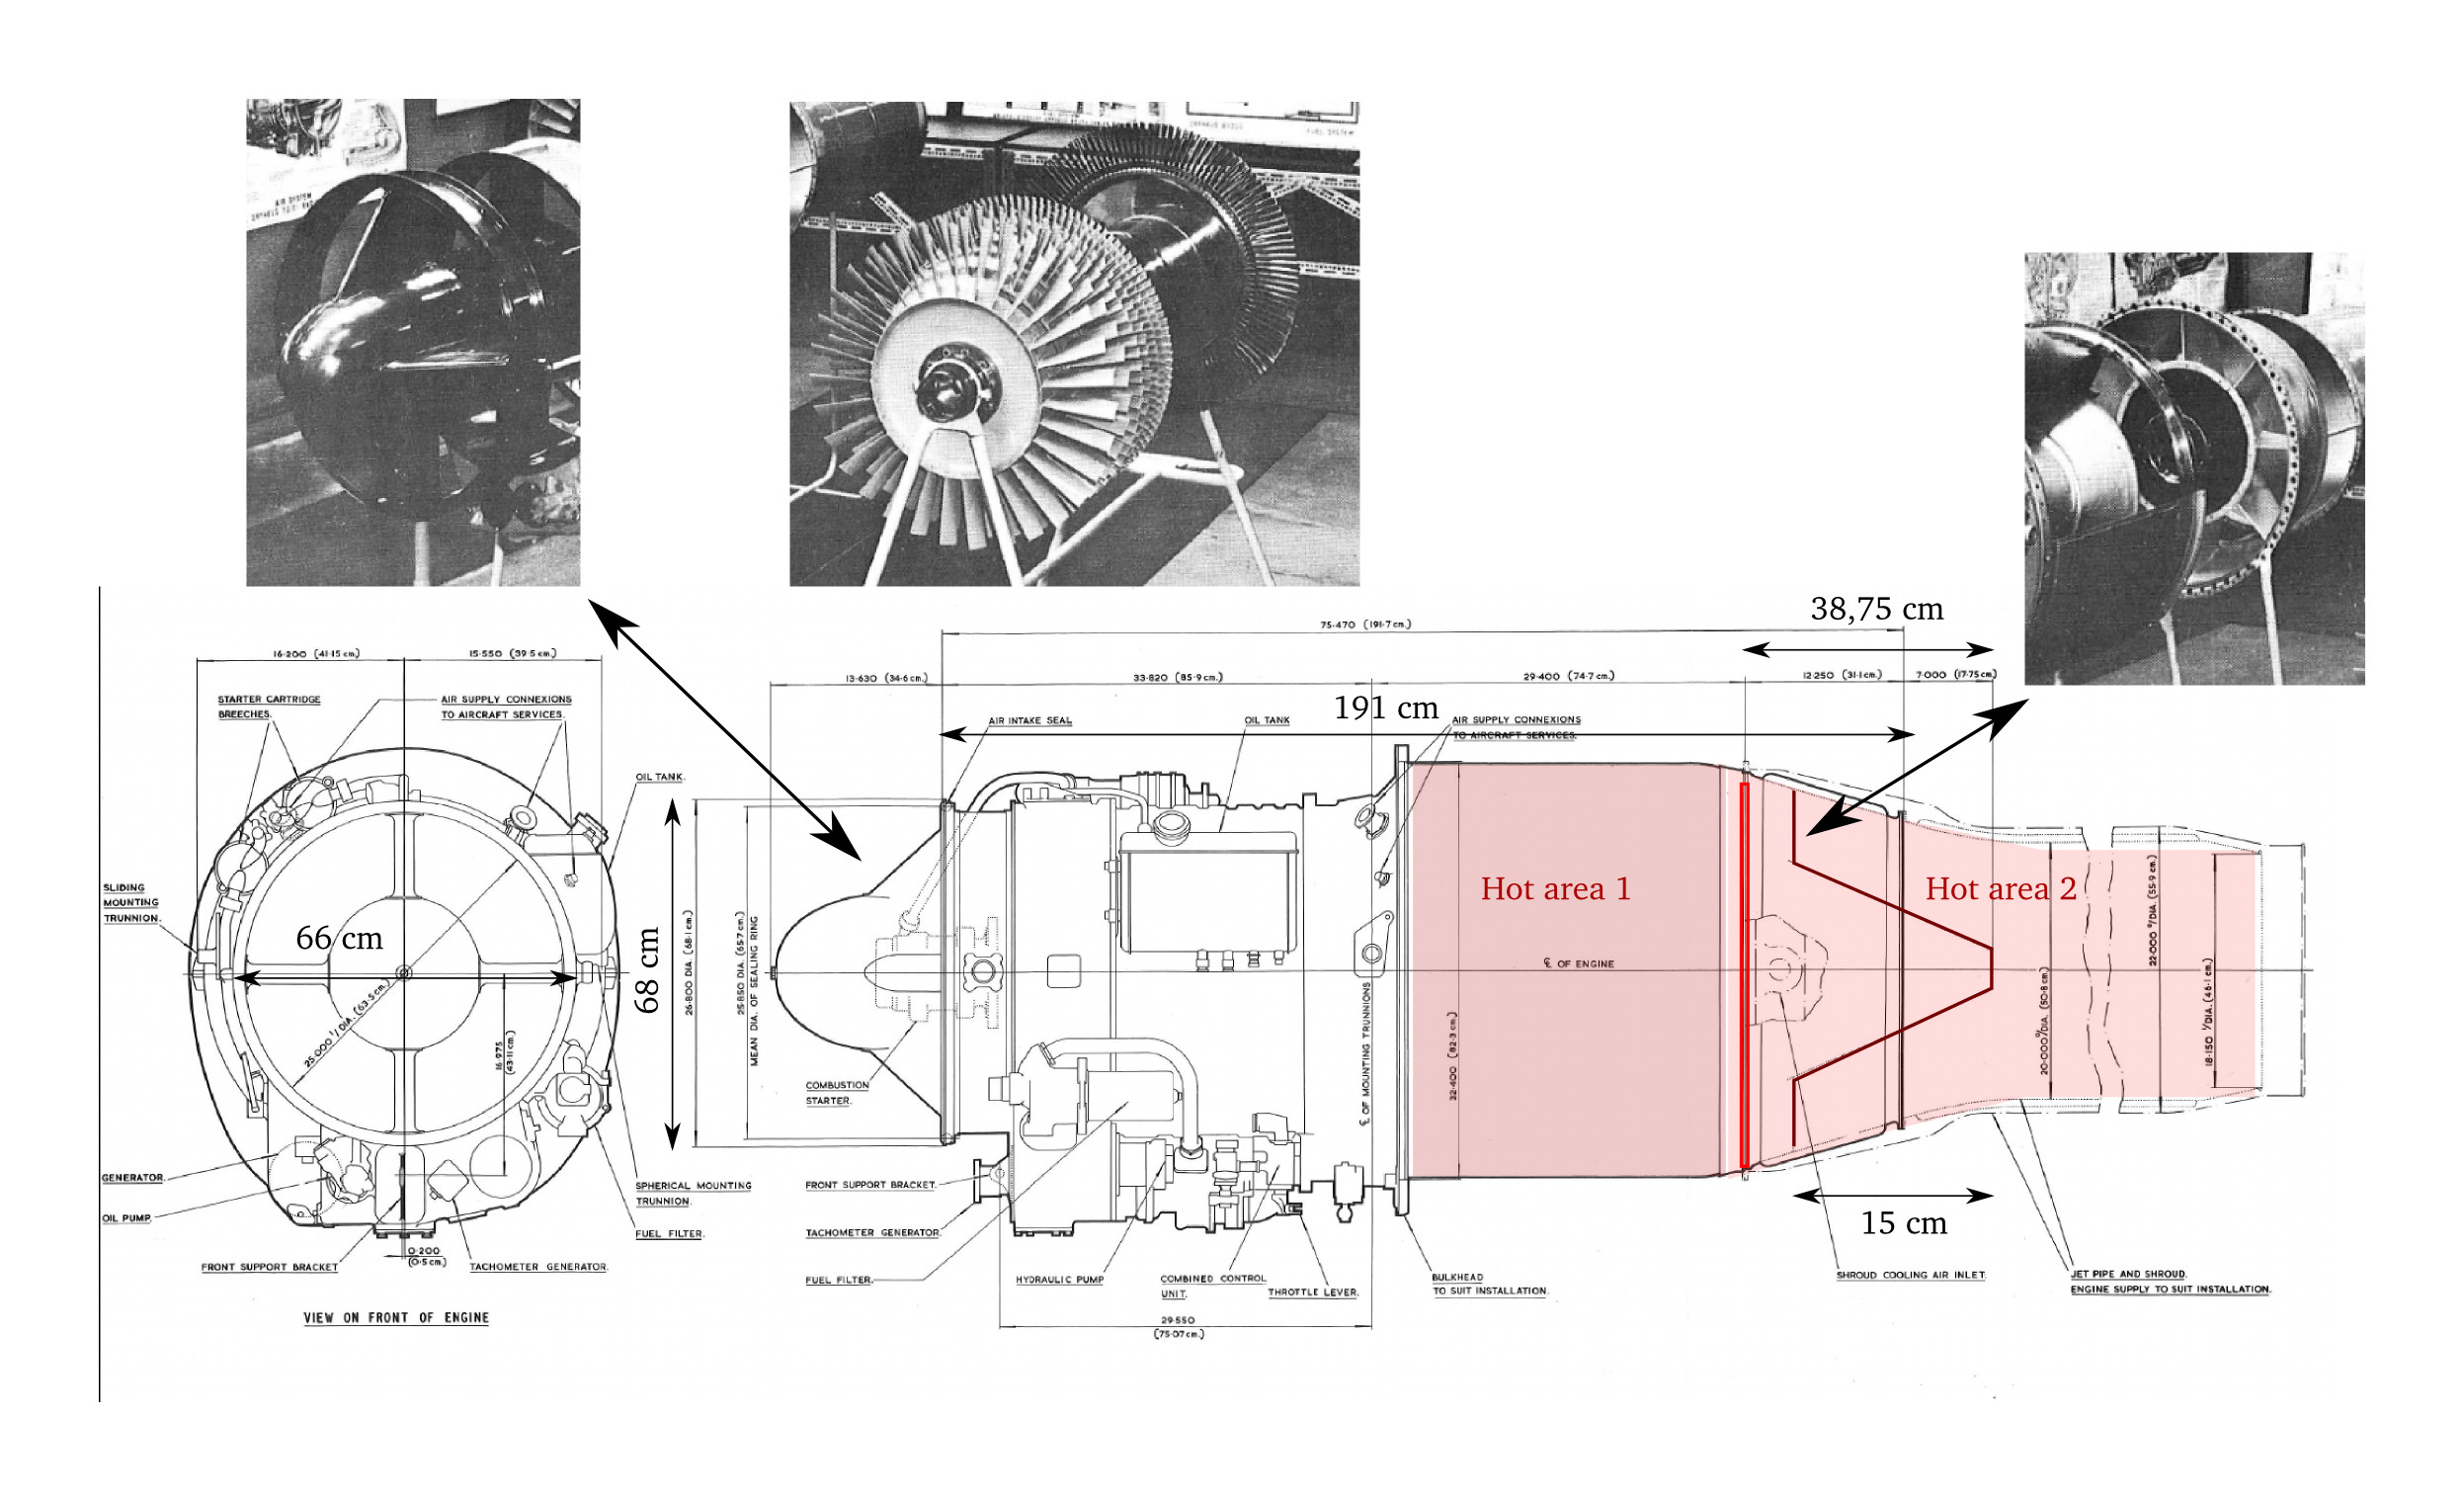 AIR SYSTEM
FUEL SYSTEM
38,75 cm
75·470 (191·7 cm.)
16·200 (41·15 cm.)
15·550 (39·5 cm.)
13·630 (34·6 cm.)
33·820 (85·9 cm.)
29·400 (74·7 cm.)
12·250 (31·1 cm.)
7·000 (17·75 cm)
STARTER CARTRIDGE
BREECHES.
AIR SUPPLY CONNEXIONS
TO AIRCRAFT SERVICES.
191 cm
AIR INTAKE SEAL
OIL TANK
AIR SUPPLY CONNEXIONS
TO AIRCRAFT SERVICES.
OIL TANK.
SLIDING
MOUNTING
TRUNNION.
66 cm
68 cm
26·800 DIA. (68·1 cm.)
25·850 DIA. (65·7 cm.)
MEAN DIA. OF SEALING RING
25·000 I/DIA. (63·5 cm.)
16·975
(43·11 cm.)
Hot area 1
Hot area 2
℄ OF ENGINE
℄ OF MOUNTING TRUNNIONS
32·400 (82·3 cm.)
20·000 O/DIA. (50·8 cm)
22·000 O/DIA. (55·9 cm.)
18·150 I/DIA. (46·1 cm.)
COMBUSTION
STARTER.
GENERATOR.
OIL PUMP.
FRONT SUPPORT BRACKET
0·200
(0·5 cm.)
TACHOMETER GENERATOR.
SPHERICAL MOUNTING
TRUNNION.
FUEL FILTER.
FRONT SUPPORT BRACKET.
TACHOMETER GENERATOR.
FUEL FILTER.
HYDRAULIC PUMP
COMBINED CONTROL
UNIT.
THROTTLE LEVER.
BULKHEAD
TO SUIT INSTALLATION.
15 cm
SHROUD COOLING AIR INLET.
JET PIPE AND SHROUD.
ENGINE SUPPLY TO SUIT INSTALLATION.
29·550
(75·07 cm.)
VIEW ON FRONT OF ENGINE